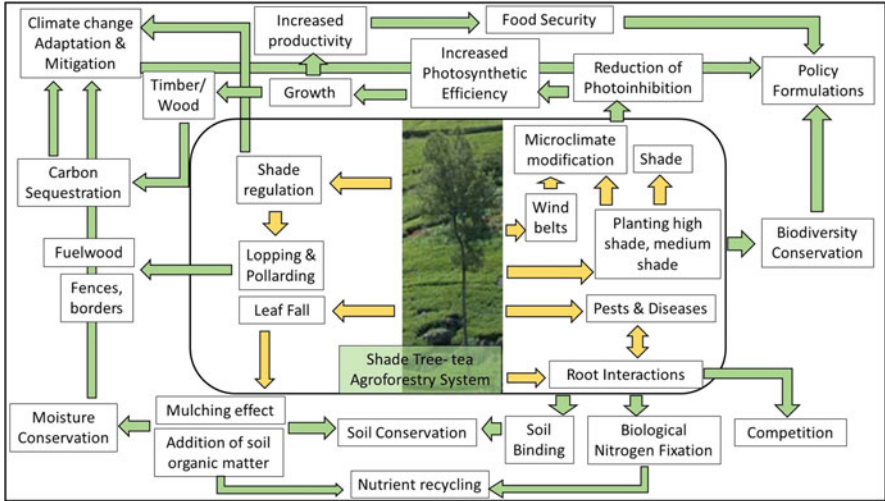 Climate change
Adaptation &
Mitigation
Increased
productivity
Food Security
Timber/
Wood
Growth
Increased
Photosynthetic
Efficiency
Reduction of
Photoinhibition
Policy
Formulations
Carbon
Sequestration
Shade
regulation
Microclimate
modification
Shade
Wind
belts
Planting high
shade, medium
shade
Biodiversity
Conservation
Fuelwood
Fences,
borders
Lopping &
Pollarding
Leaf Fall
Pests & Diseases
Shade Tree- tea
Agroforestry System
Root Interactions
Moisture
Conservation
Mulching effect
Addition of soil
organic matter
Soil Conservation
Soil
Binding
Biological
Nitrogen Fixation
Competition
Nutrient recycling